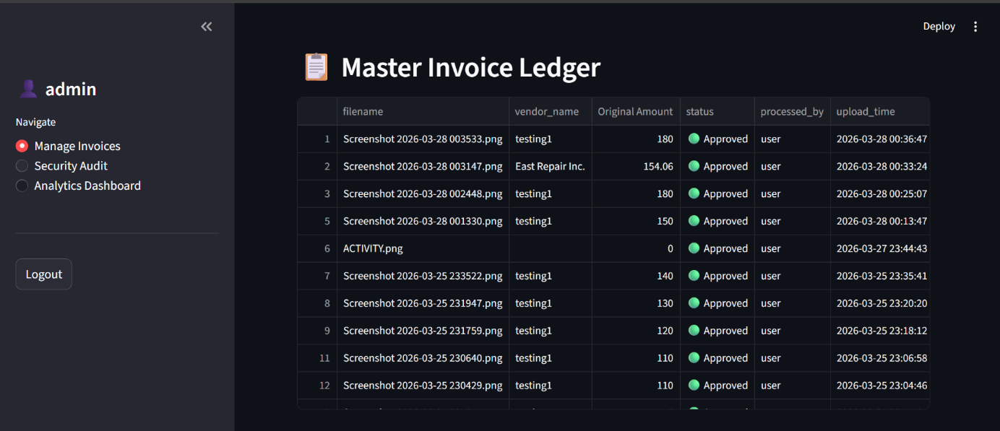 Deploy
admin
Navigate
Manage Invoices
Security Audit
Analytics Dashboard
Logout
Master Invoice Ledger
filename vendor_name Original Amount status processed_by upload_time
1 Screenshot 2026-03-28 003533.png testing1 180 Approved user 2026-03-28 00:36:47
2 Screenshot 2026-03-28 003147.png East Repair Inc. 154.06 Approved user 2026-03-28 00:33:24
3 Screenshot 2026-03-28 002448.png testing1 180 Approved user 2026-03-28 00:25:07
5 Screenshot 2026-03-28 001330.png testing1 150 Approved user 2026-03-28 00:13:47
6 ACTIVITY.png 0 Approved user 2026-03-27 23:44:43
7 Screenshot 2026-03-25 233522.png testing1 140 Approved user 2026-03-25 23:35:41
8 Screenshot 2026-03-25 231947.png testing1 130 Approved user 2026-03-25 23:20:20
9 Screenshot 2026-03-25 231759.png testing1 120 Approved user 2026-03-25 23:18:12
11 Screenshot 2026-03-25 230640.png testing1 110 Approved user 2026-03-25 23:06:58
12 Screenshot 2026-03-25 230429.png testing1 110 Approved user 2026-03-25 23:04:46